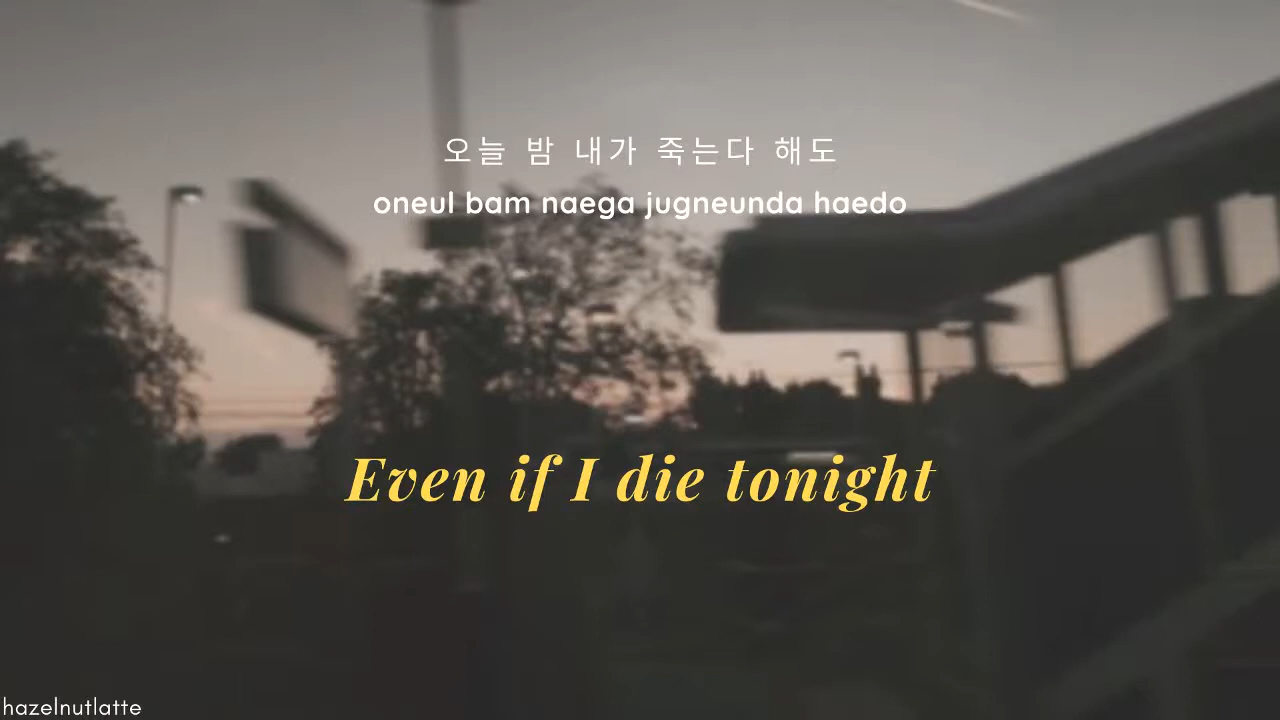 오늘 밤 내가 죽는다 해도
oneul bam naega jugneunda haedo
Even if I die tonight
hazelnutlatte